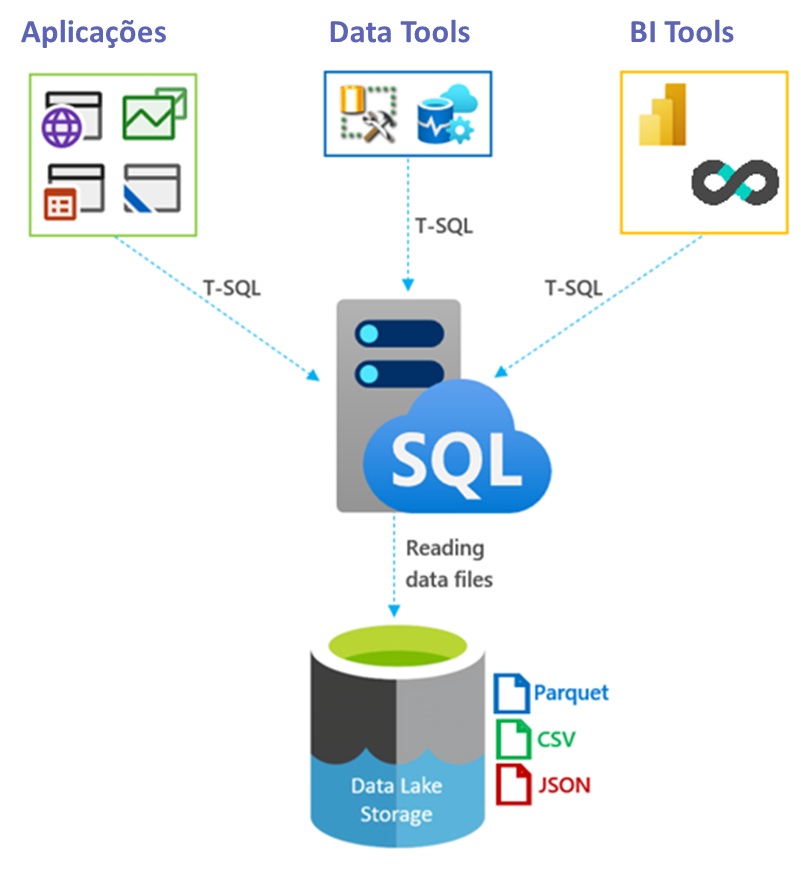 Aplicações
Data Tools
BI Tools
T-SQL
T-SQL
T-SQL
SQL
Reading
data files
Parquet
CSV
JSON
Data Lake
Storage